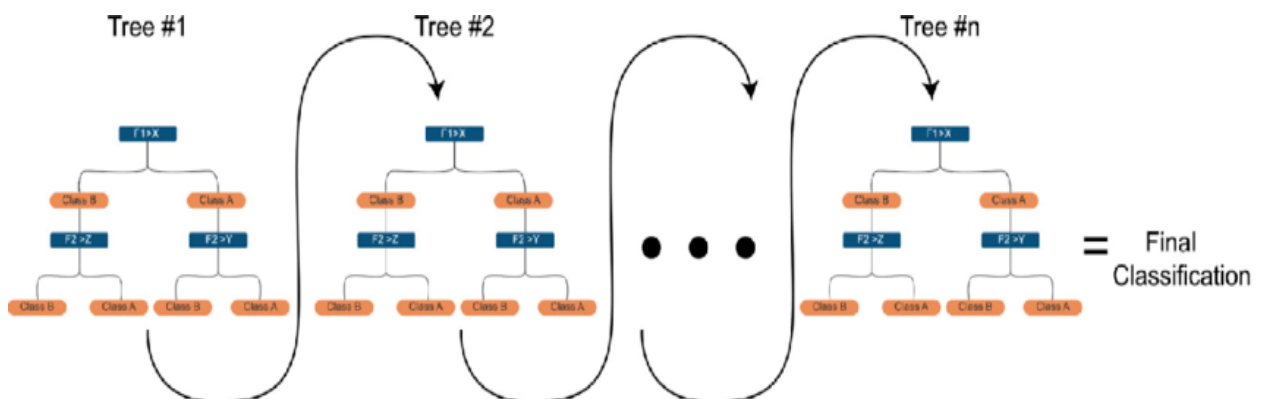 Tree #1
Tree #2
Tree #n
F1>X
F1>X
F1>X
Class B
Class A
Class B
Class A
Class B
Class A
F2>Z
F2>Y
F2>Z
F2>Y
F2>Z
F2>Y
= Final
Classification
Class B
Class A
Class B
Class A
Class B
Class A
Class B
Class A
Class B
Class A
Class B
Class A